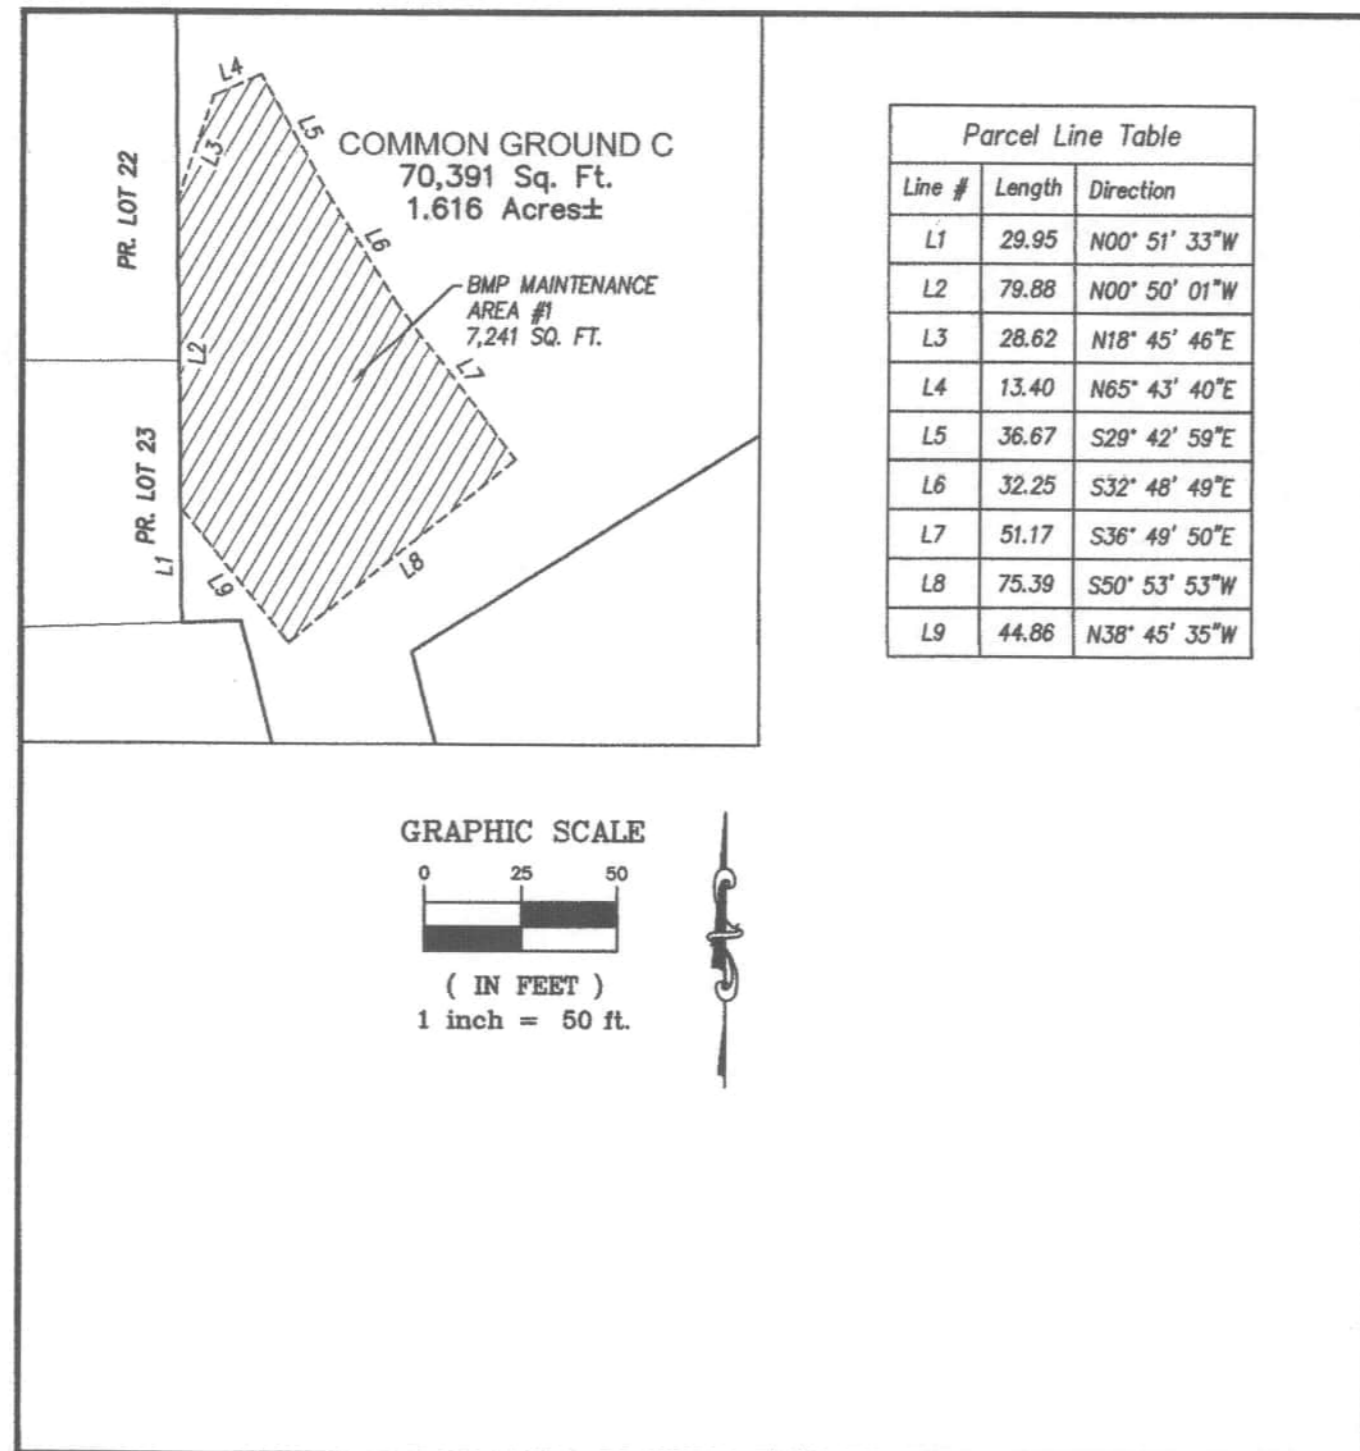 L4
L5
COMMON GROUND C
70,391 Sq. Ft.
1.616 Acres±
L3
PR. LOT 22
L6
BMP MAINTENANCE
AREA #1
7,241 SQ. FT.
L2
L7
PR. LOT 23
L1
L9
L8
Parcel Line Table
Line # Length Direction
L1 29.95 N00° 51' 33"W
L2 79.88 N00° 50' 01"W
L3 28.62 N18° 45' 46"E
L4 13.40 N65° 43' 40"E
L5 36.67 S29° 42' 59"E
L6 32.25 S32° 48' 49"E
L7 51.17 S36° 49' 50"E
L8 75.39 S50° 53' 53"W
L9 44.86 N38° 45' 35"W
GRAPHIC SCALE
0 25 50
( IN FEET )
1 inch = 50 ft.